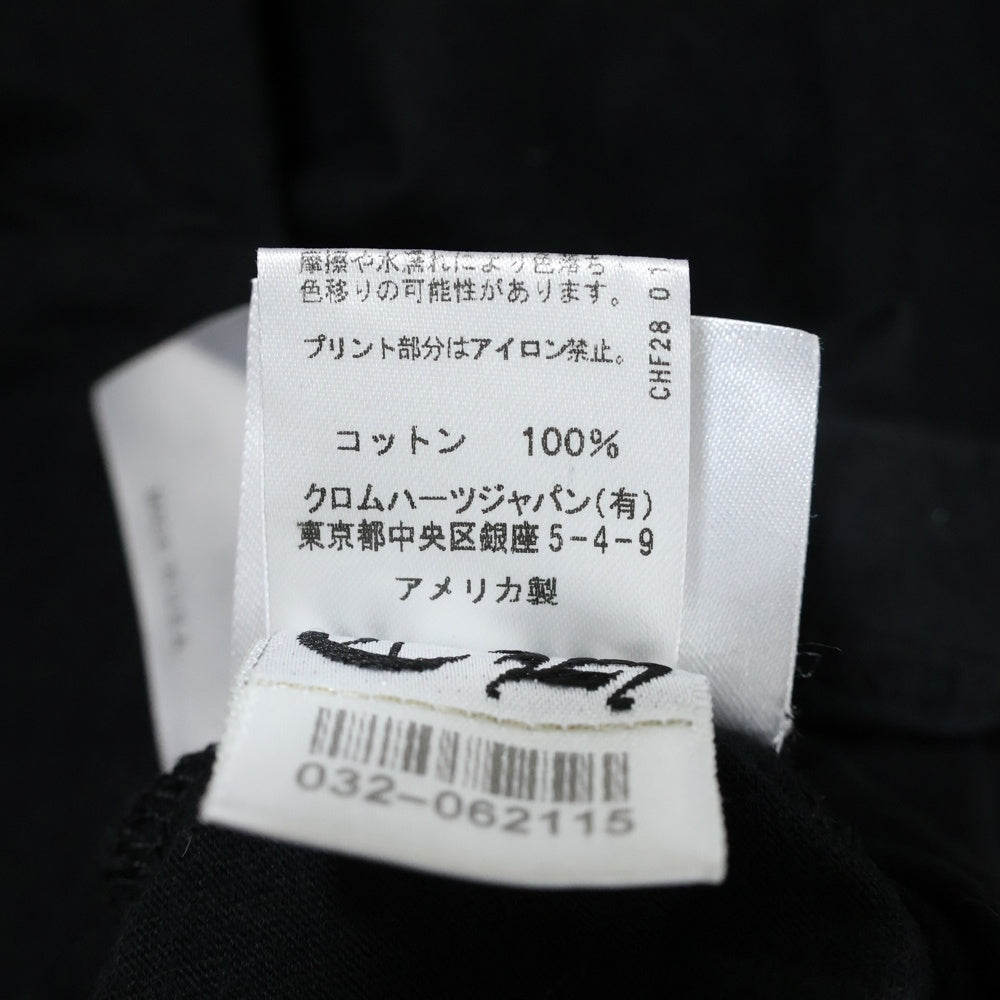 摩擦や水濡れにより色落ち・
色移りの可能性があります。
プリント部分はアイロン禁止。
CHF28 01
コットン 100%
クロムハーツジャパン(有)
東京都中央区銀座5-4-9
アメリカ製
032-062115